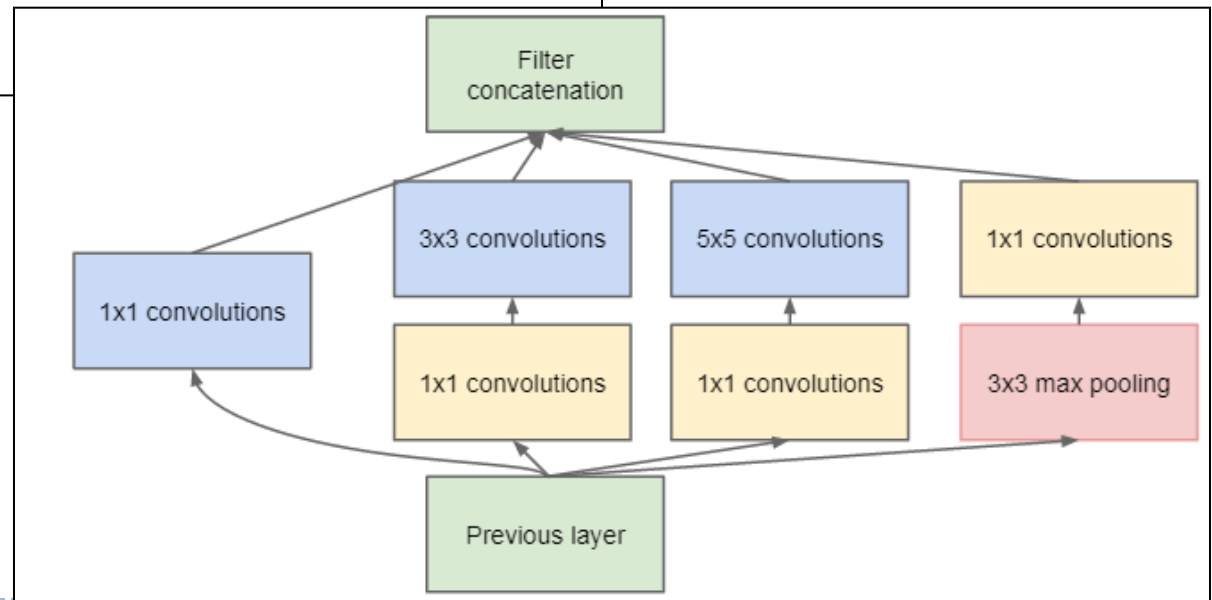 Filter
concatenation
3x3 convolutions
5x5 convolutions
1x1 convolutions
1x1 convolutions
1x1 convolutions
1x1 convolutions
3x3 max pooling
Previous layer